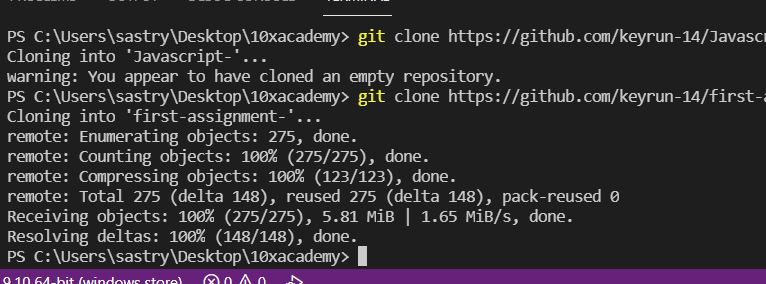 TERMINAL
PS C:\Users\sastry\Desktop\10xacademy> git clone https://github.com/keyrun-14/Javasc
Cloning into 'Javascript-'...
warning: You appear to have cloned an empty repository.
PS C:\Users\sastry\Desktop\10xacademy> git clone https://github.com/keyrun-14/first-a
Cloning into 'first-assignment-'...
remote: Enumerating objects: 275, done.
remote: Counting objects: 100% (275/275), done.
remote: Compressing objects: 100% (123/123), done.
remote: Total 275 (delta 148), reused 275 (delta 148), pack-reused 0
Receiving objects: 100% (275/275), 5.81 MiB | 1.65 MiB/s, done.
Resolving deltas: 100% (148/148), done.
PS C:\Users\sastry\Desktop\10xacademy>
9.10 64-bit (windows store) 0 0